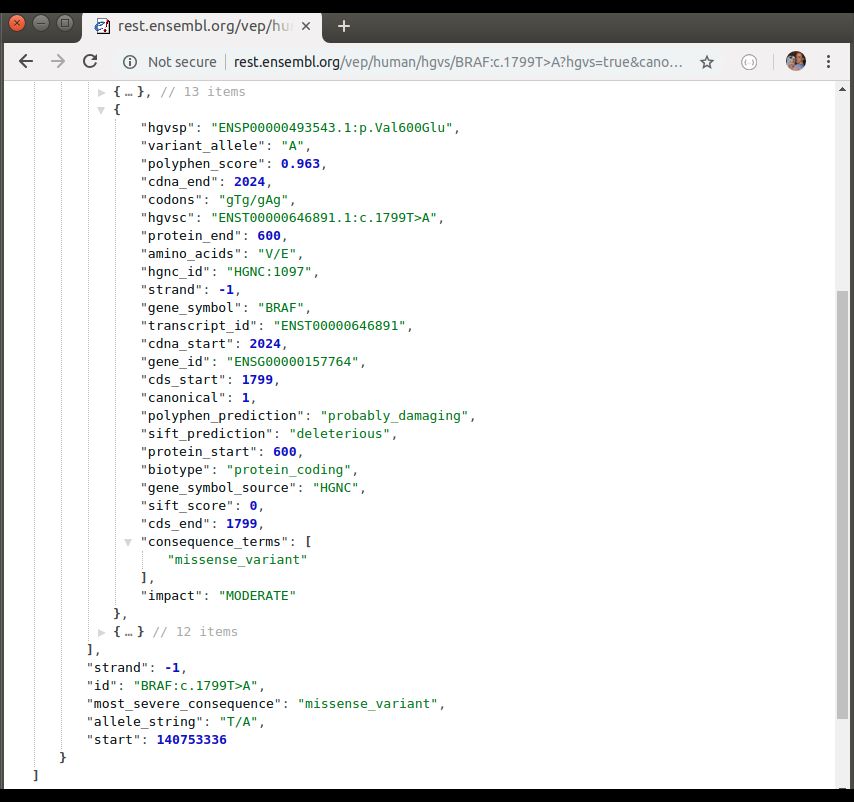 rest.ensembl.org/vep/hu
Not secure | rest.ensembl.org/vep/human/hgvs/BRAF:c.1799T>A?hgvs=true&cano...
{ … }, // 13 items
{
"hgvsp": "ENSP00000493543.1:p.Val600Glu",
"variant_allele": "A",
"polyphen_score": 0.963,
"cdna_end": 2024,
"codons": "gTg/gAg",
"hgvsc": "ENST00000646891.1:c.1799T>A",
"protein_end": 600,
"amino_acids": "V/E",
"hgnc_id": "HGNC:1097",
"strand": -1,
"gene_symbol": "BRAF",
"transcript_id": "ENST00000646891",
"cdna_start": 2024,
"gene_id": "ENSG00000157764",
"cds_start": 1799,
"canonical": 1,
"polyphen_prediction": "probably_damaging",
"sift_prediction": "deleterious",
"protein_start": 600,
"biotype": "protein_coding",
"gene_symbol_source": "HGNC",
"sift_score": 0,
"cds_end": 1799,
"consequence_terms": [
"missense_variant"
],
"impact": "MODERATE"
},
{ … } // 12 items
],
"strand": -1,
"id": "BRAF:c.1799T>A",
"most_severe_consequence": "missense_variant",
"allele_string": "T/A",
"start": 140753336
}
]